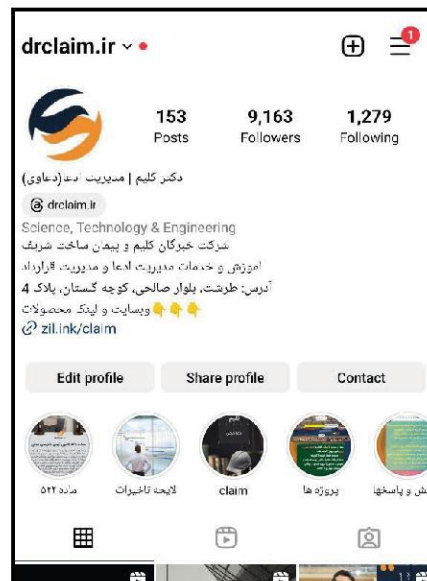 drclaim.ir
1
153 9,163 1,279
Posts Followers Following
دکتر کلیم | مدیریت ادعا(دعاوی)
drclaim.ir
Science, Technology & Engineering
شرکت خبرگان کلیم و پیمان ساخت شریف
آموزش و خدمات مدیریت ادعا و مدیریت قرارداد
آدرس: طرشت، بلوار صالحی، کوچه گلستان، پلاک 4
👇👇👇وبسایت و لینک محصولات
zil.ink/claim
Edit profile Share profile Contact
ماده ۵۲۲ لایحه تاخیرات claim پروژه ها ش و پاسخها